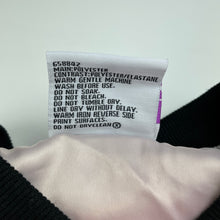 658842
MAIN:POLYESTER
CONTRAST:POLYESTER/ELASTANE
WARM GENTLE MACHINE
WASH BEFORE USE.
DO NOT SOAK.
DO NOT BLEACH.
DO NOT TUMBLE DRY.
LINE DRY WITHOUT DELAY.
WARM IRON REVERSE SIDE
PRINT SURFACES.
DO NOT DRYCLEAN